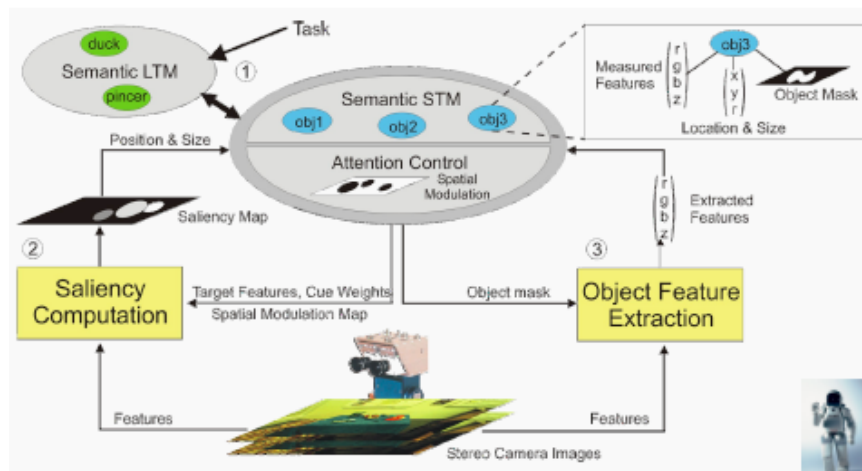 duck
Semantic LTM
pincer
1
Task
Position & Size
Semantic STM
obj1
obj2
obj3
Attention Control
Spatial
Modulation
obj3
Measured
Features
r
g
b
z
x
y
r
Object Mask
Location & Size
Saliency Map
2
Saliency
Computation
Target Features, Cue Weights
Spatial Modulation Map
Object mask
r
g
b
z
Extracted
Features
3
Object Feature
Extraction
Features
Features
Stereo Camera Images